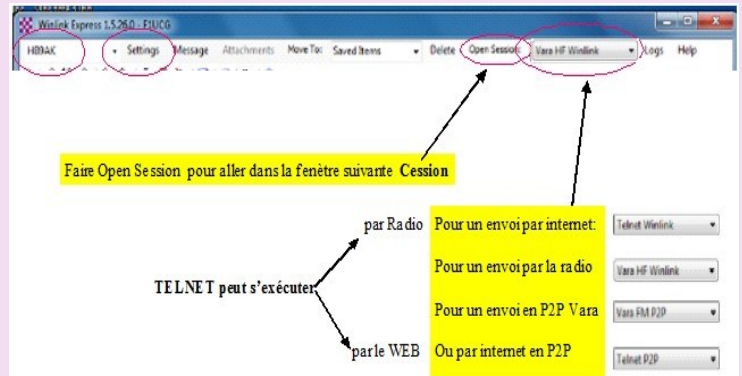 Winlink Express 1.5.26.0 - F1UCG
HB9AK Settings Message Attachments Move To: Saved Items Delete Open Session: Vara HF Winlink Logs Help
Faire Open Session pour aller dans la fenêtre suivante Cession
par Radio Pour un envoi par internet: Telnet Winlink
Pour un envoi par la radio Vara HF Winlink
TELNET peut s’exécuter
Pour un envoi en P2P Vara Vara FM P2P
par le WEB Ou par internet en P2P Telnet P2P